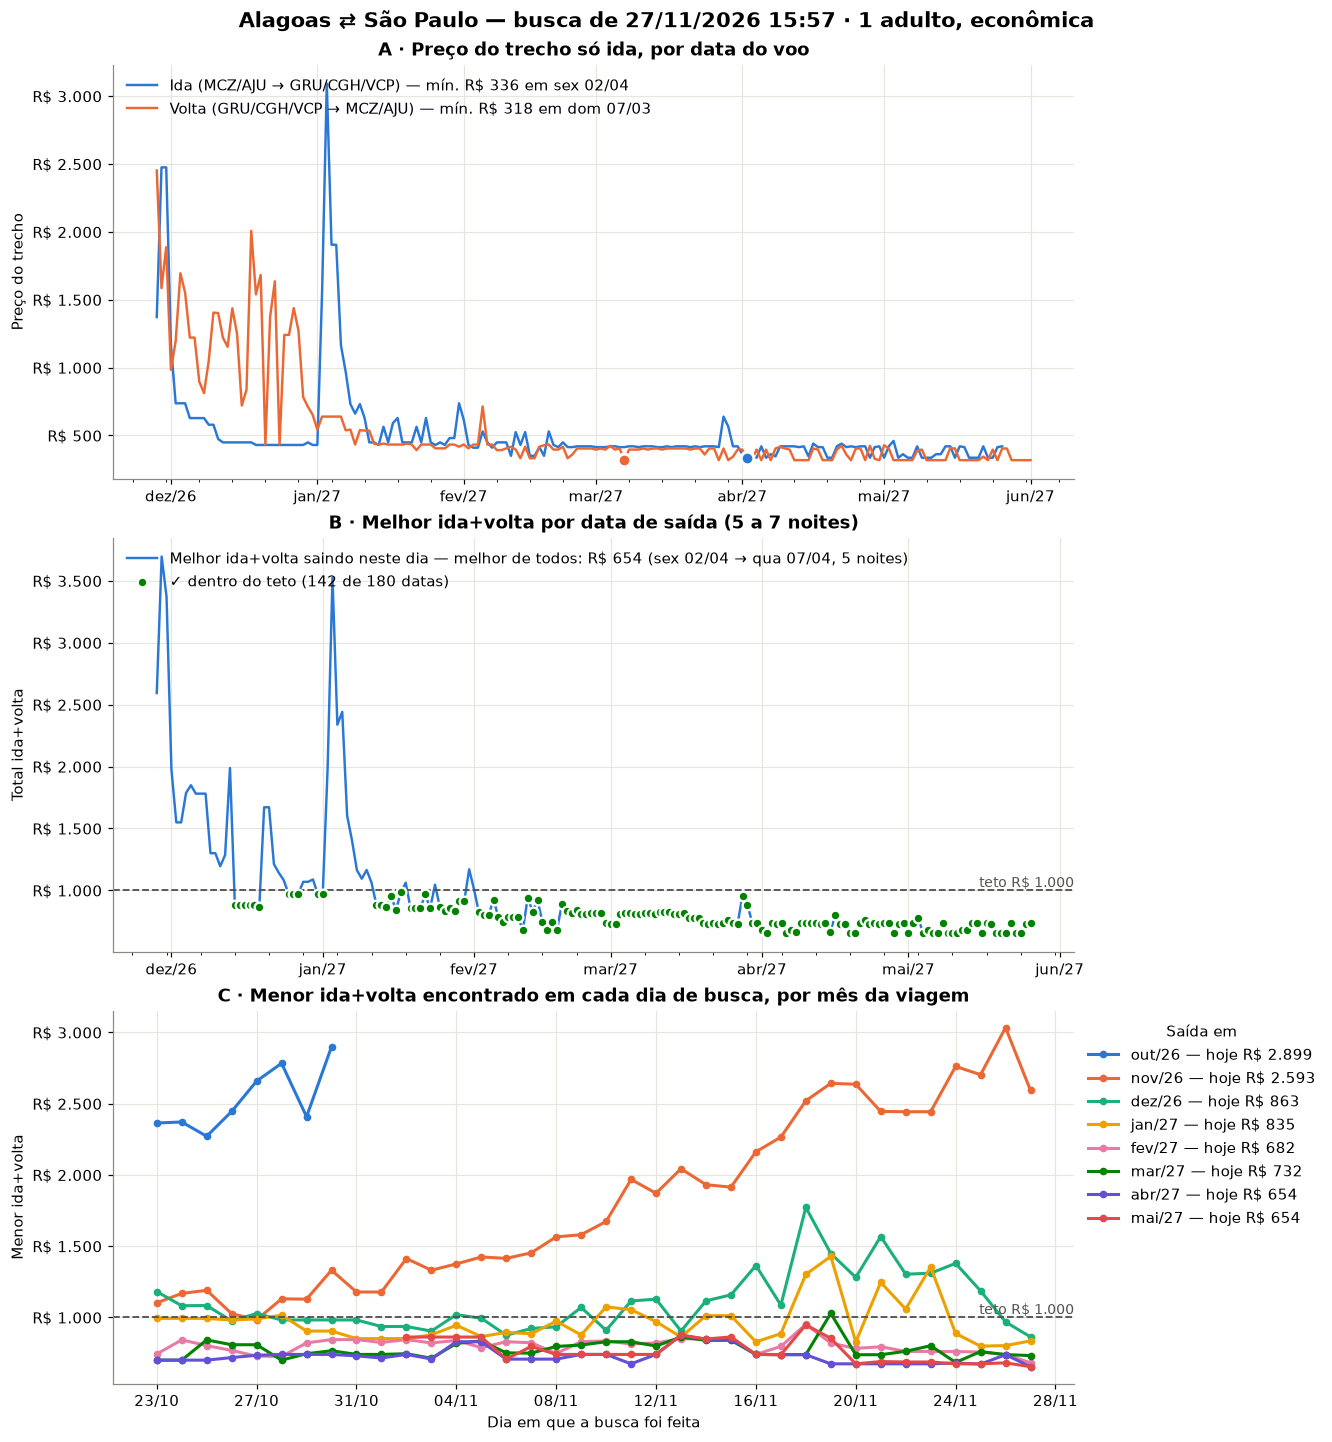 Alagoas ⇄ São Paulo — busca de 27/11/2026 15:57 · 1 adulto, econômica
A · Preço do trecho só ida, por data do voo
Ida (MCZ/AJU → GRU/CGH/VCP) — mín. R$ 336 em sex 02/04
Volta (GRU/CGH/VCP → MCZ/AJU) — mín. R$ 318 em dom 07/03
Preço do trecho
R$ 3.000
R$ 2.500
R$ 2.000
R$ 1.500
R$ 1.000
R$ 500
dez/26 jan/27 fev/27 mar/27 abr/27 mai/27 jun/27
B · Melhor ida+volta por data de saída (5 a 7 noites)
Melhor ida+volta saindo neste dia — melhor de todos: R$ 654 (sex 02/04 → qua 07/04, 5 noites)
✓ dentro do teto (142 de 180 datas)
Total ida+volta
R$ 3.500
R$ 3.000
R$ 2.500
R$ 2.000
R$ 1.500
R$ 1.000
teto R$ 1.000
dez/26 jan/27 fev/27 mar/27 abr/27 mai/27 jun/27
C · Menor ida+volta encontrado em cada dia de busca, por mês da viagem
Menor ida+volta
R$ 3.000
R$ 2.500
R$ 2.000
R$ 1.500
R$ 1.000
teto R$ 1.000
23/10 27/10 31/10 04/11 08/11 12/11 16/11 20/11 24/11 28/11
Dia em que a busca foi feita
Saída em
out/26 — hoje R$ 2.899
nov/26 — hoje R$ 2.593
dez/26 — hoje R$ 863
jan/27 — hoje R$ 835
fev/27 — hoje R$ 682
mar/27 — hoje R$ 732
abr/27 — hoje R$ 654
mai/27 — hoje R$ 654